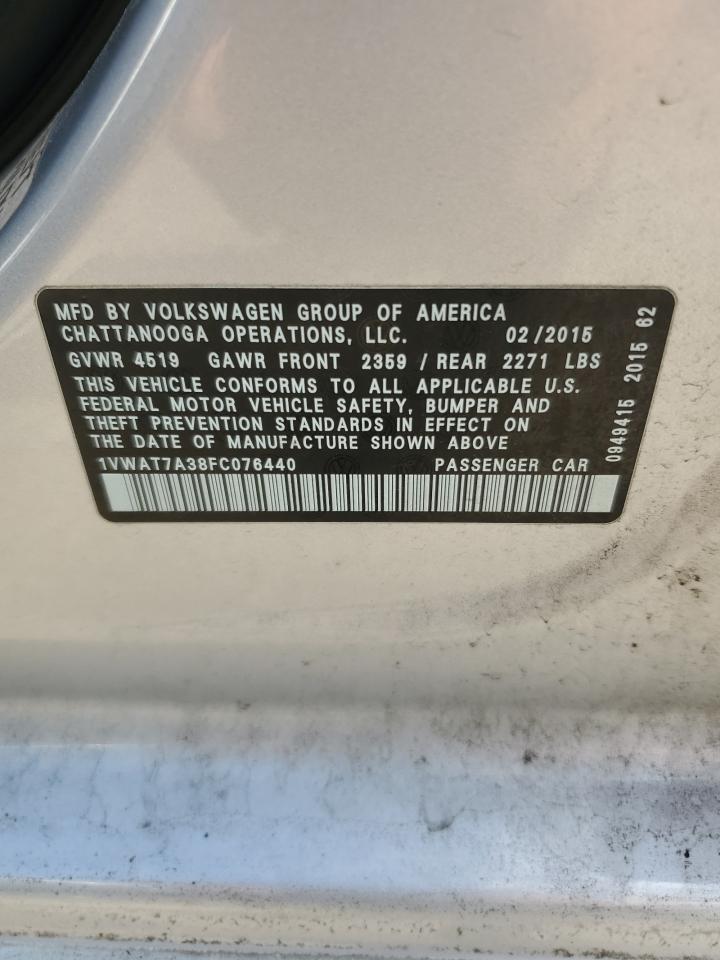 MFD BY VOLKSWAGEN GROUP OF AMERICA
CHATTANOOGA OPERATIONS, LLC. 02/2015
GVWR 4519 GAWR FRONT 2359 / REAR 2271 LBS
THIS VEHICLE CONFORMS TO ALL APPLICABLE U.S.
FEDERAL MOTOR VEHICLE SAFETY, BUMPER AND
THEFT PREVENTION STANDARDS IN EFFECT ON
THE DATE OF MANUFACTURE SHOWN ABOVE
1VWAT7A38FC076440 PASSENGER CAR
0949415 2015 62